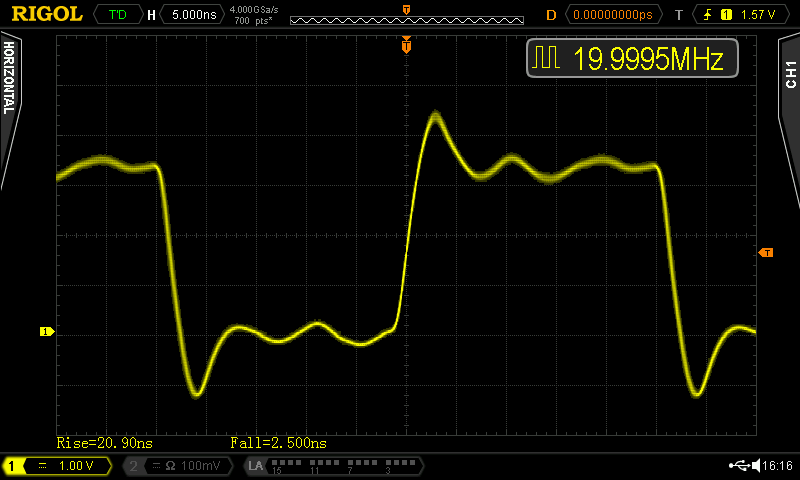 RIGOL T'D H 5.000ns 4.000GSa/s 700 pts* D 0.00000000ps T 1 1.57 V
T
T
HORIZONTAL
19.9995MHz
CH1
T
1
Rise=20.90ns Fall=2.500ns
1 1.00 V 2 Ω 100mV LA 15 11 7 3 16:16